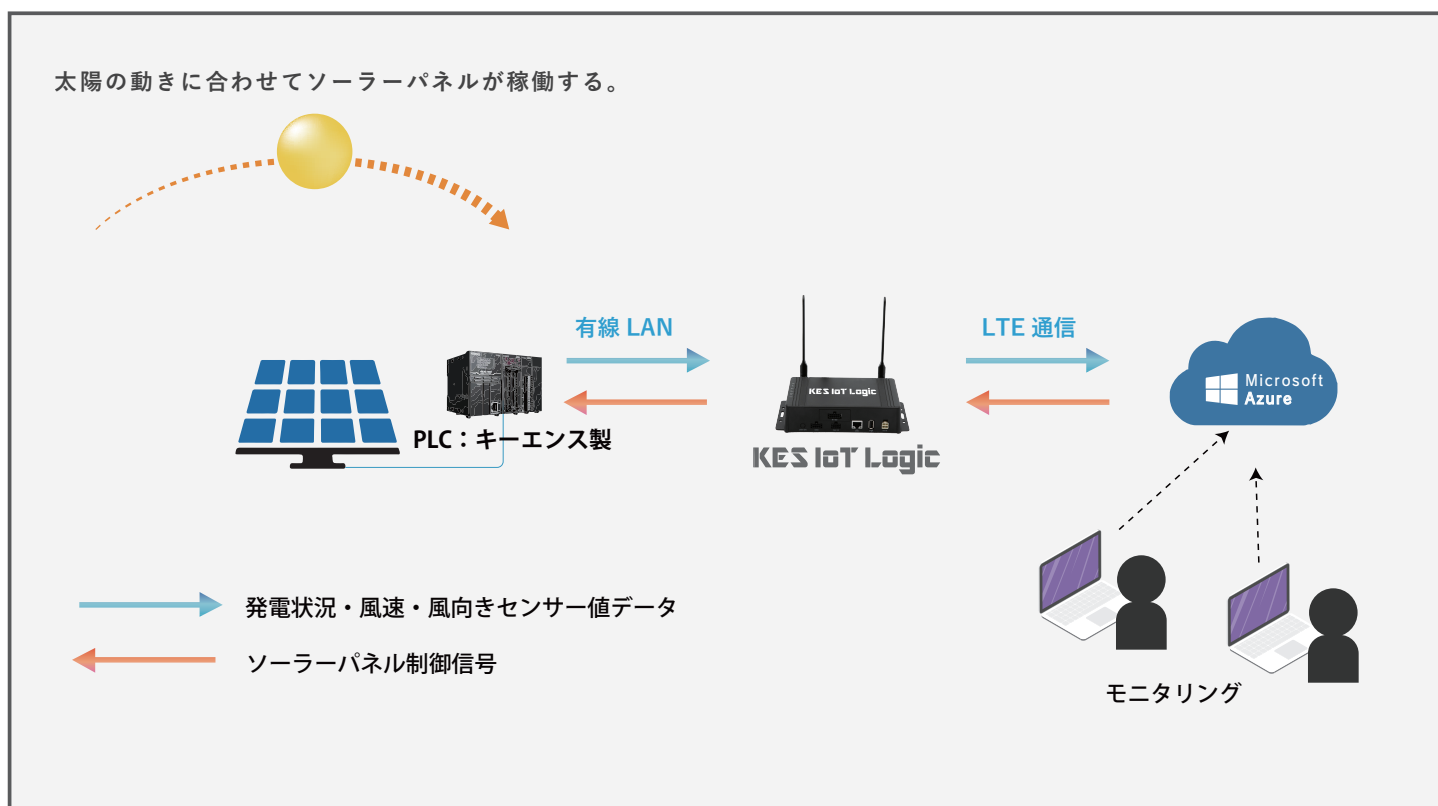 太陽の動きに合わせてソーラーパネルが稼働する。
有線 LAN
LTE 通信
Microsoft
Azure
KES IoT Logic
PLC：キーエンス製
KES IoT Logic
発電状況・風速・風向きセンサー値データ
ソーラーパネル制御信号
モニタリング